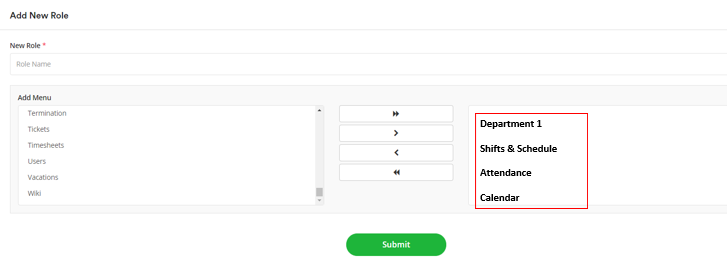 Add New Role
New Role *
Role Name
Add Menu
Termination
Tickets
Timesheets
Users
Vacations
Wiki
Department 1
Shifts & Schedule
Attendance
Calendar
Submit